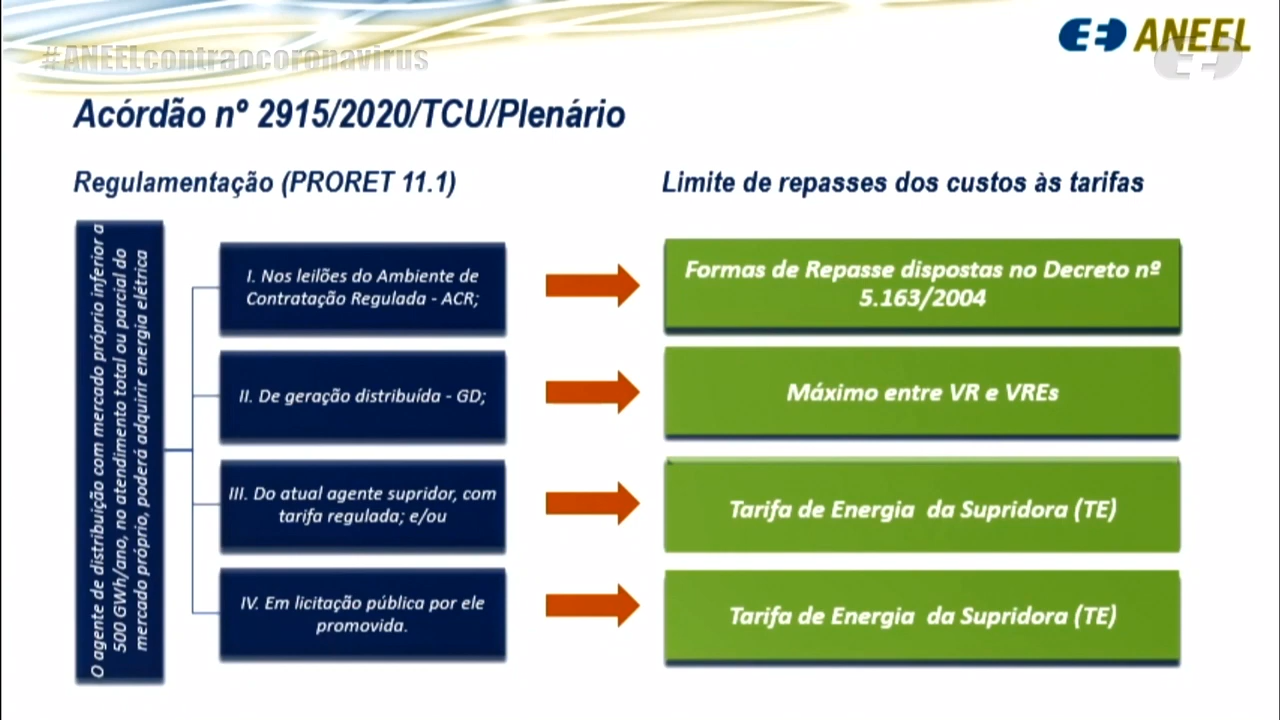 #ANEELcontraocoronavirus
ANEEL
Acórdão nº 2915/2020/TCU/Plenário
Regulamentação (PRORET 11.1)
Limite de repasses dos custos às tarifas
O agente de distribuição com mercado próprio inferior a
500 GWh/ano, no atendimento total ou parcial do
mercado próprio, poderá adquirir energia elétrica
I. Nos leilões do Ambiente de
Contratação Regulada - ACR;
Formas de Repasse dispostas no Decreto nº
5.163/2004
II. De geração distribuída - GD;
Máximo entre VR e VREs
III. Do atual agente supridor, com
tarifa regulada; e/ou
Tarifa de Energia da Supridora (TE)
IV. Em licitação pública por ele
promovida.
Tarifa de Energia da Supridora (TE)